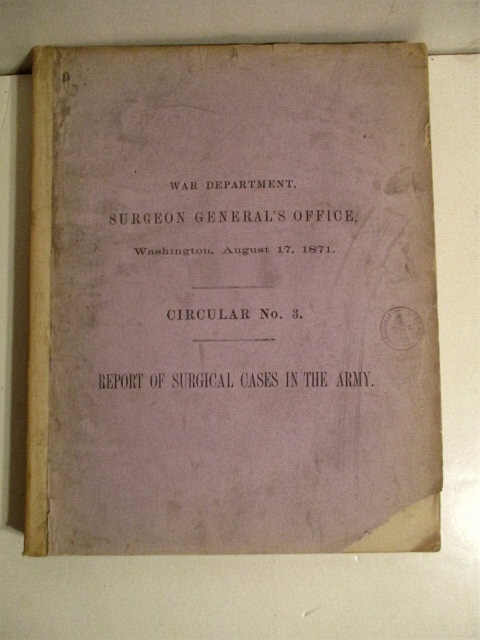 WAR DEPARTMENT,
SURGEON GENERAL'S OFFICE,
Washington, August 17, 1871.
CIRCULAR No. 3.
REPORT OF SURGICAL CASES IN THE ARMY.